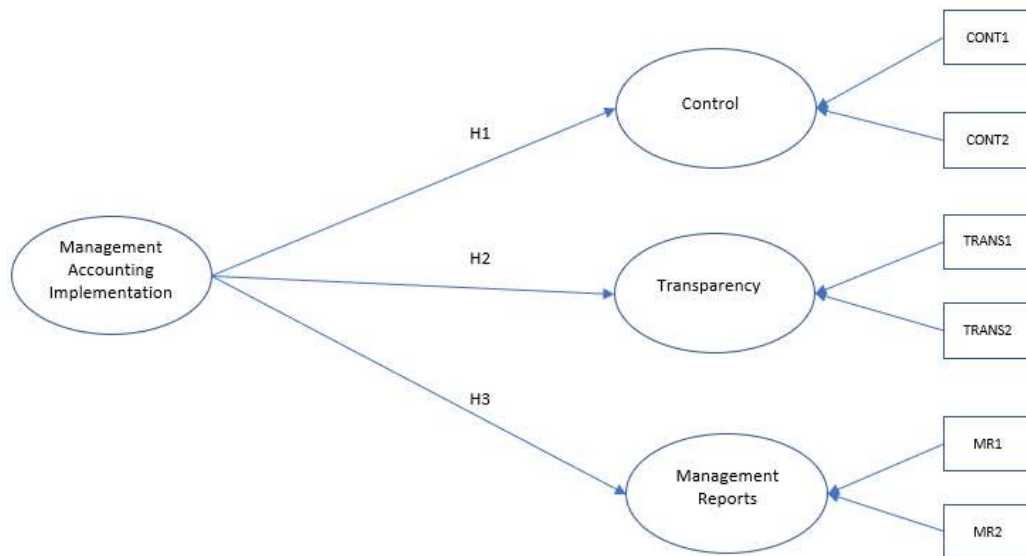 CONT1
Control
H1
CONT2
Management
Accounting
Implementation
TRANS1
H2
Transparency
TRANS2
H3
MR1
Management
Reports
MR2